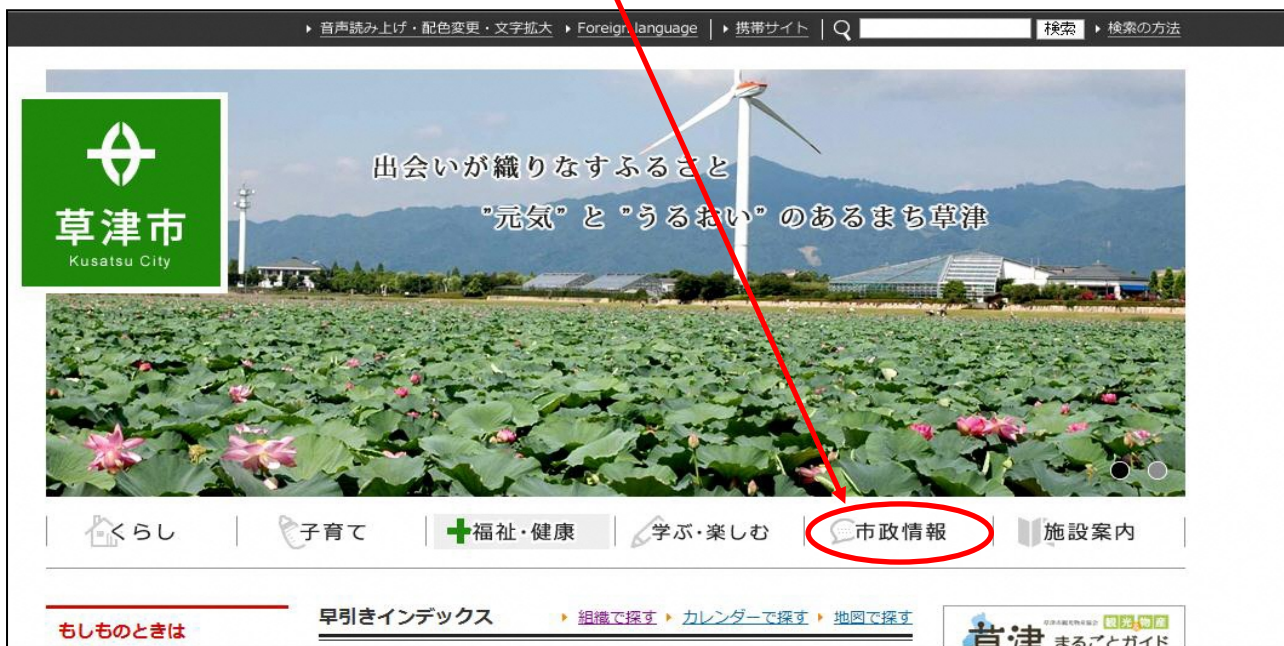 音声読み上げ・配色変更・文字拡大 Foreign language 携帯サイト 検索 検索の方法
草津市
Kusatsu City
出会いが織りなすふるさと
”元気” と ”うるおい” のあるまち草津
くらし 子育て 福祉・健康 学ぶ・楽しむ 市政情報 施設案内
もしものときは
早引きインデックス 組織で探す カレンダーで探す 地図で探す
観光物産
草津 まるごとガイド